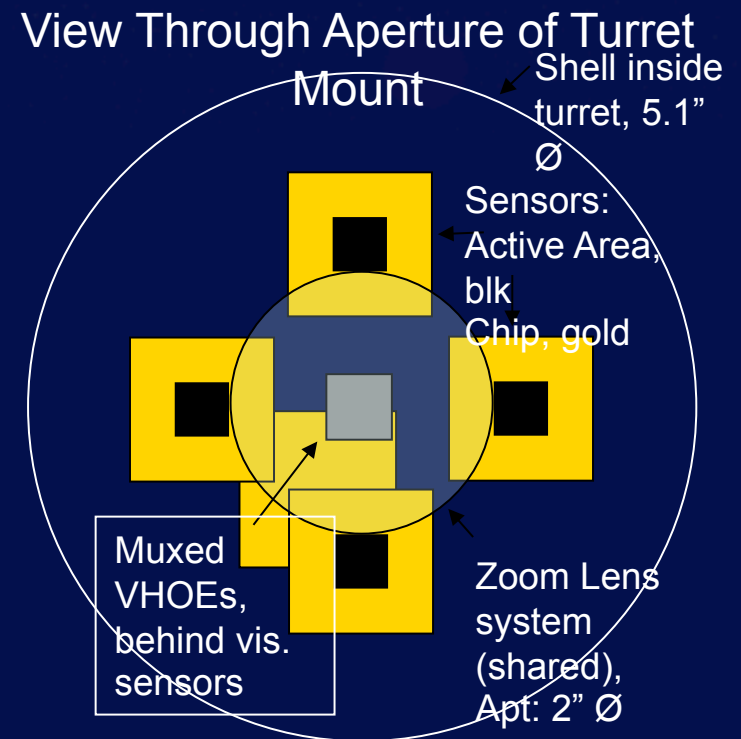 View Through Aperture of Turret
Mount
Shell inside
turret, 5.1”
Ø
Sensors:
Active Area,
blk
Chip, gold
Muxed
VHOEs,
behind vis.
sensors
Zoom Lens
system
(shared),
Apt: 2” Ø